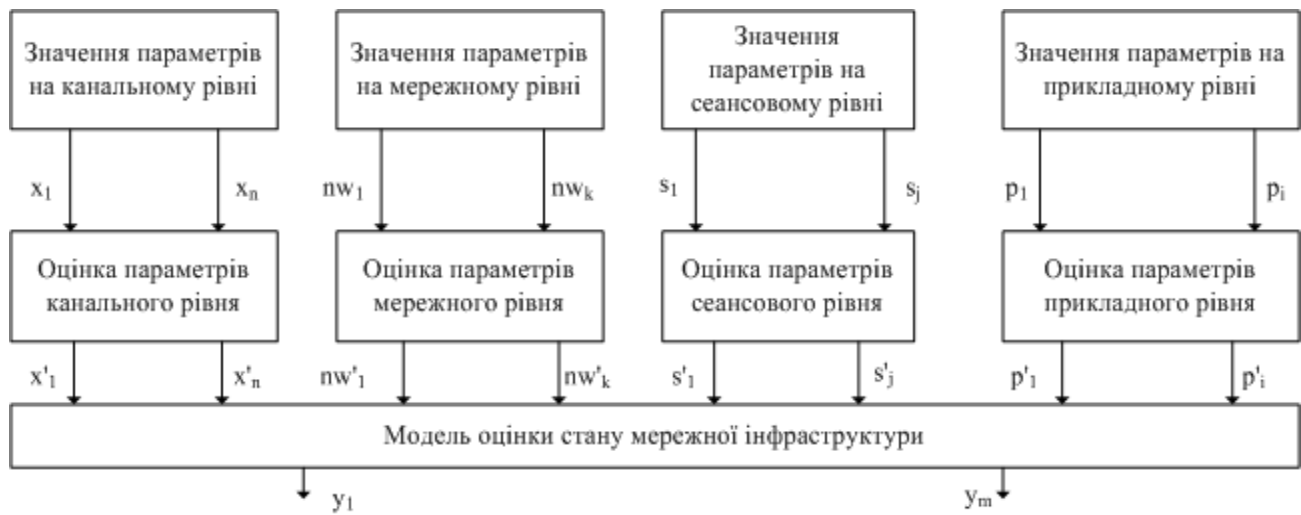 Значення параметрів
на канальному рівні
Значення параметрів
на мережному рівні
Значення
параметрів на
сеансовому рівні
Значення параметрів на
прикладному рівні
x₁
xₙ
nw₁
nwₖ
s₁
sⱼ
p₁
pᵢ
Оцінка параметрів
канального рівня
Оцінка параметрів
мережного рівня
Оцінка параметрів
сеансового рівня
Оцінка параметрів
прикладного рівня
x'₁
x'ₙ
nw'₁
nw'ₖ
s'₁
s'ⱼ
p'₁
p'ᵢ
Модель оцінки стану мережної інфраструктури
y₁
yₘ